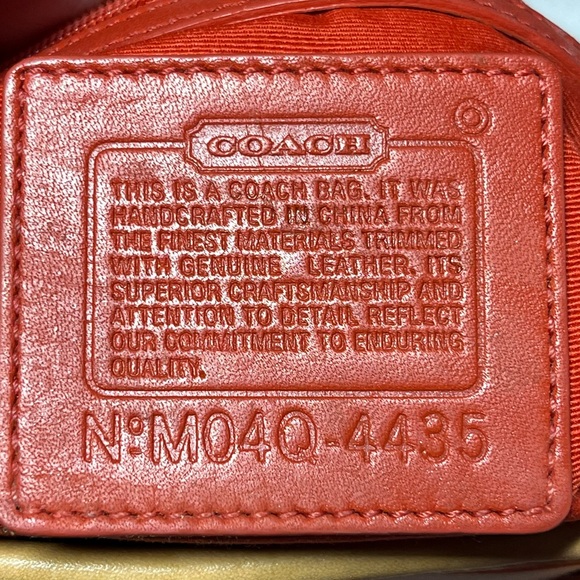 COACH
THIS IS A COACH BAG. IT WAS
HANDCRAFTED IN CHINA FROM
THE FINEST MATERIALS TRIMMED
WITH GENUINE LEATHER. ITS
SUPERIOR CRAFTSMANSHIP AND
ATTENTION TO DETAIL REFLECT
OUR COMMITMENT TO ENDURING
QUALITY.
Nº:M04Q-4435